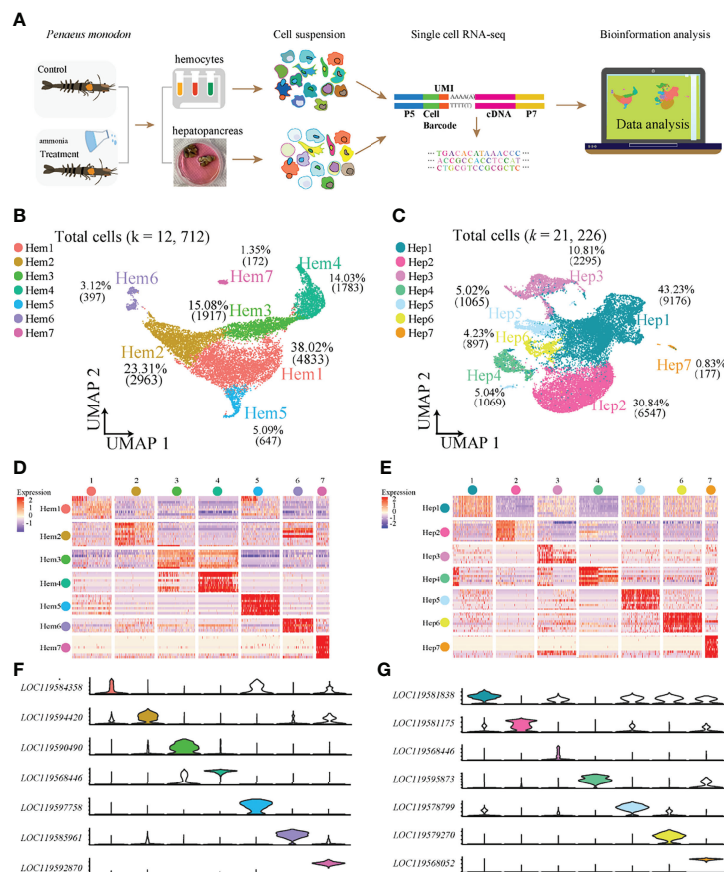 A
Penaeus monodon
Cell suspension
Single cell RNA-seq
Bioinformation analysis
Control
hemocytes
ammonia
Treatment
hepatopancreas
UMI
AAAAA(A)
TTTTT(T)
P5 Cell cDNA P7
Barcode
··· TGACACATAAACCC ···
··· ACCGCCACCTCCAT ···
··· CTGCGTCCGCGCTC ···
Data analysis
B
Total cells (k = 12, 712)
Hem1
Hem2
Hem3
Hem4
Hem5
Hem6
Hem7
3.12%
(397)
Hem6
1.35%
(172)
Hem7
Hem4
14.03%
(1783)
15.08%
(1917)
Hem3
38.02%
(4833)
Hem1
Hem2
23.31%
(2963)
Hem5
5.09%
(647)
UMAP 2
UMAP 1
C
Total cells (k = 21, 226)
Hep1
Hep2
Hep3
Hep4
Hep5
Hep6
Hep7
10.81%
(2295)
Hep3
5.02%
(1065)
Hep5
43.23%
(9176)
Hep1
4.23%
(897)
Hep6
Hep7
0.83%
(177)
Hep4
5.04%
(1069)
Hep2
30.84%
(6547)
UMAP 2
UMAP 1
D
1 2 3 4 5 6 7
Expression
2
1
0
-1
-2
Hem1
Hem2
Hem3
Hem4
Hem5
Hem6
Hem7
E
1 2 3 4 5 6 7
Expression
2
1
0
-1
-2
Hep1
Hep2
Hep3
Hep4
Hep5
Hep6
Hep7
F
LOC119584358
LOC119594420
LOC119590490
LOC119568446
LOC119597758
LOC119585961
LOC119592870
G
LOC119581838
LOC119581175
LOC119568446
LOC119595873
LOC119578799
LOC119579270
LOC119568052